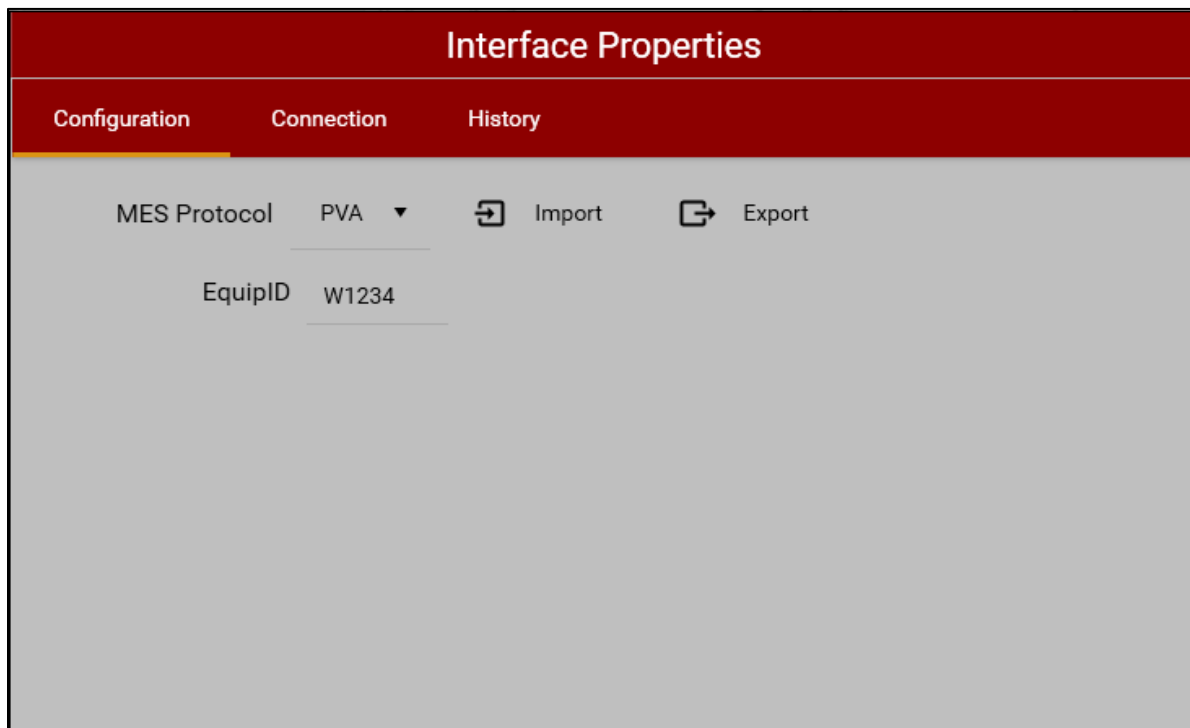 Interface Properties
Configuration Connection History
MES Protocol PVA Import Export
EquipID W1234